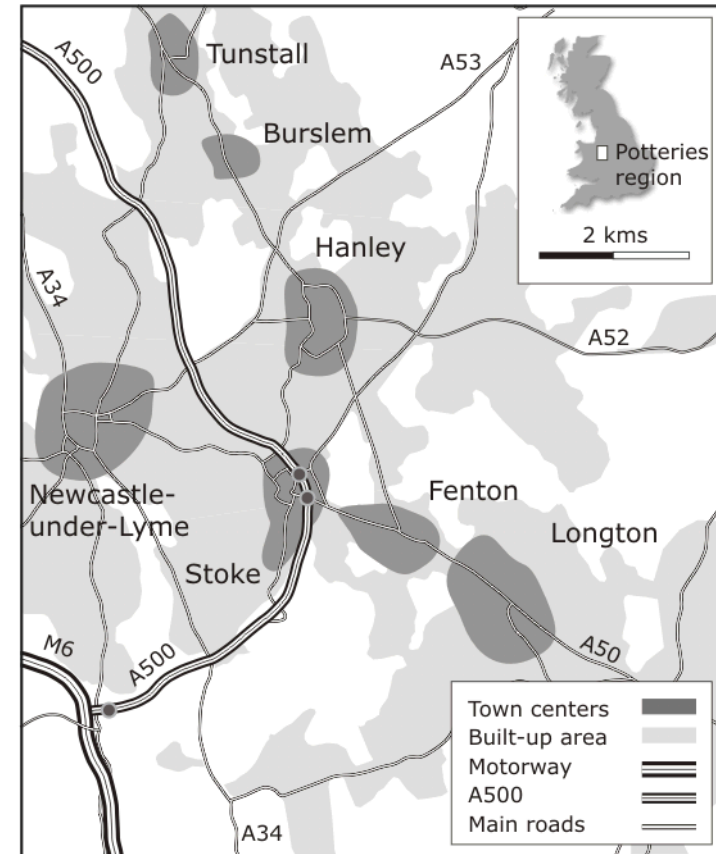 A500
Tunstall
A53
Burslem
Potteries
region
2 kms
Hanley
A34
A52
Newcastle-
under-Lyme
Fenton
Longton
Stoke
M6
A500
A50
Town centers
Built-up area
Motorway
A500
Main roads
A34